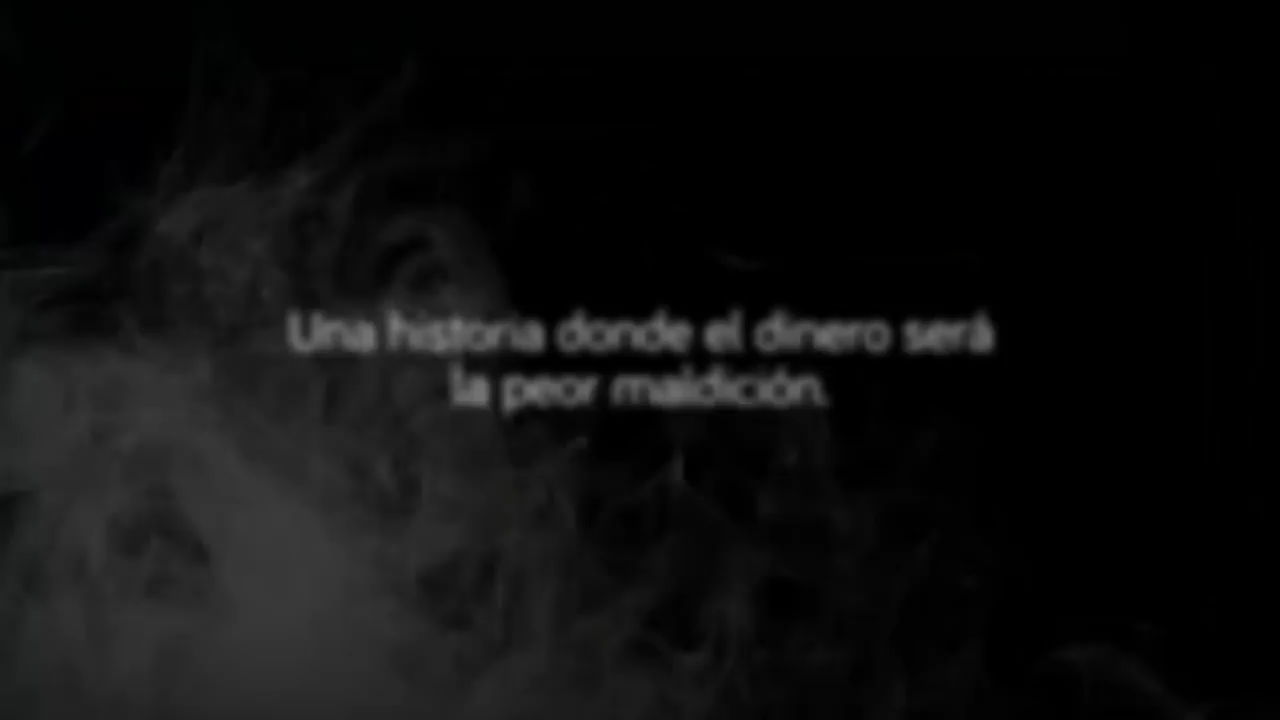 Una historia donde el dinero será
la peor maldición.